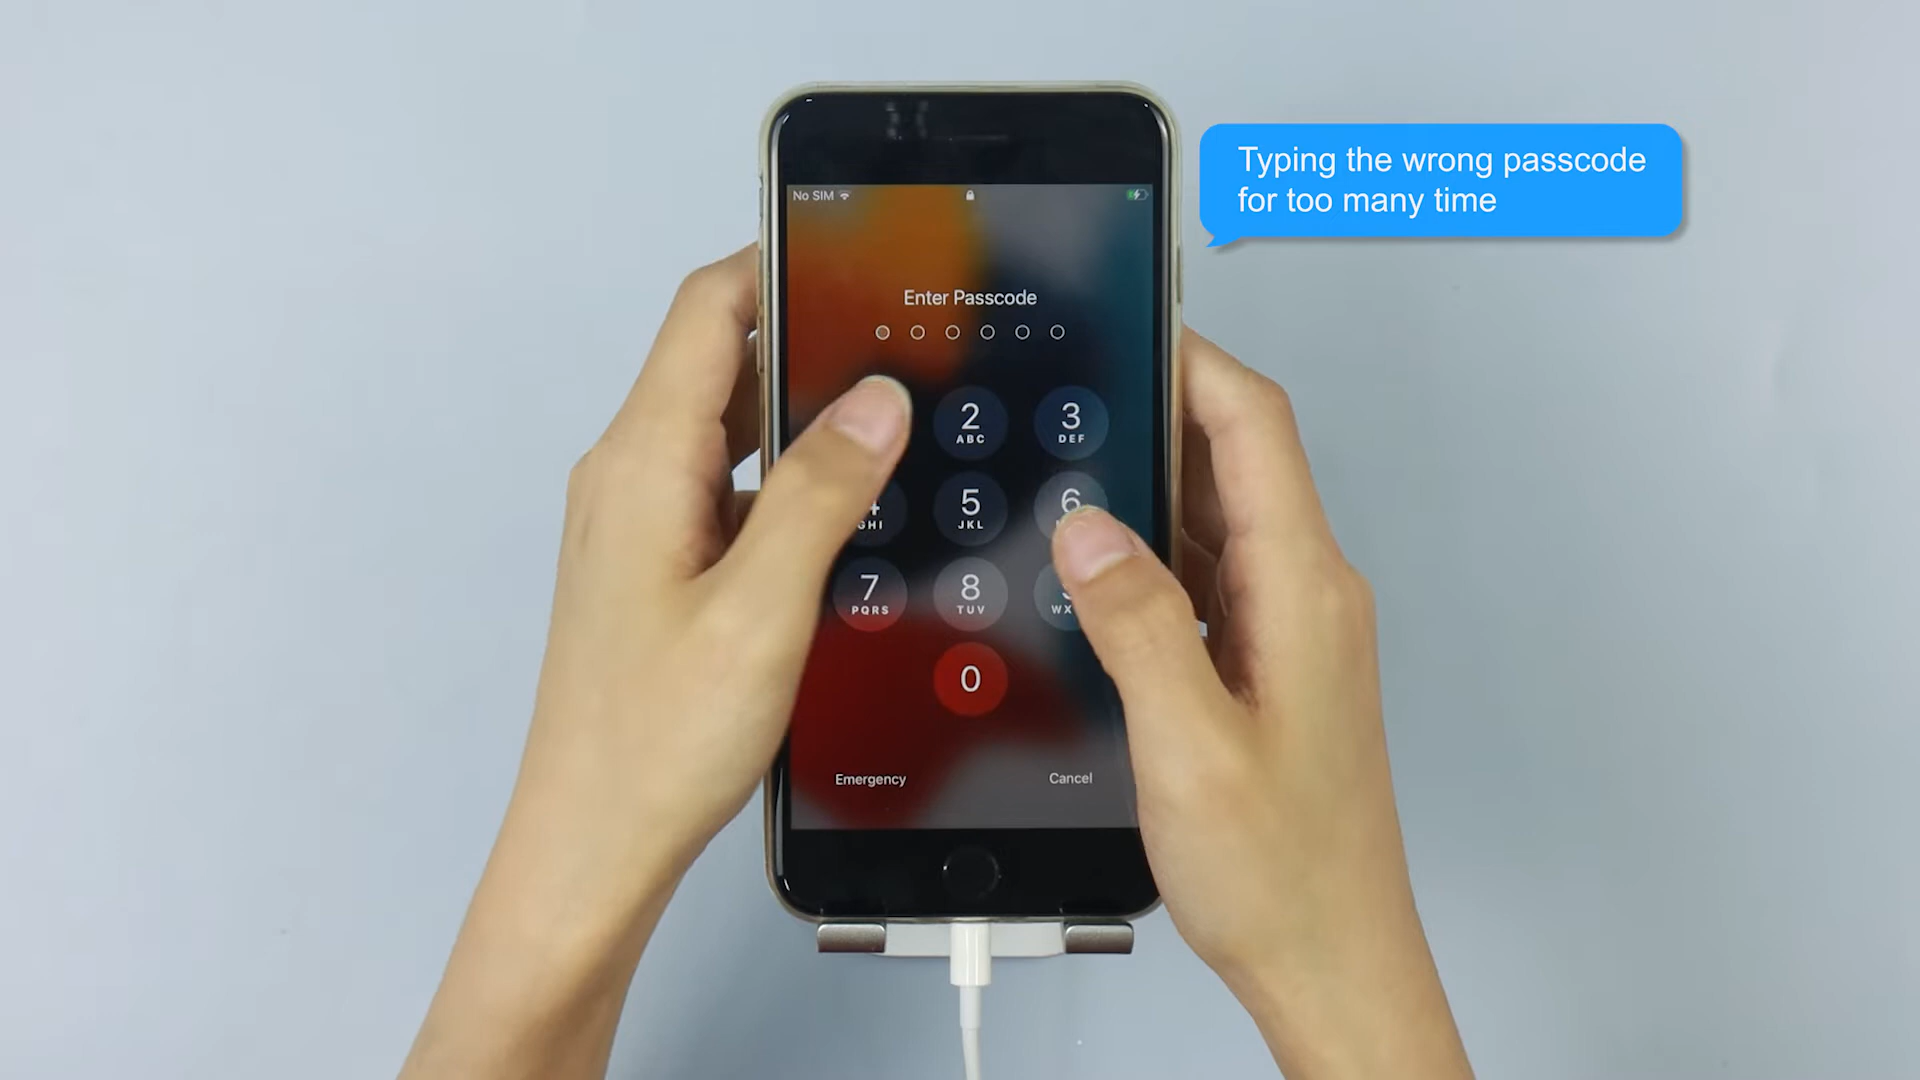 Typing the wrong passcode
for too many time
No SIM
Enter Passcode
2 3
ABC DEF
5 6
GHI JKL
7 8
PQRS TUV
0
Emergency Cancel